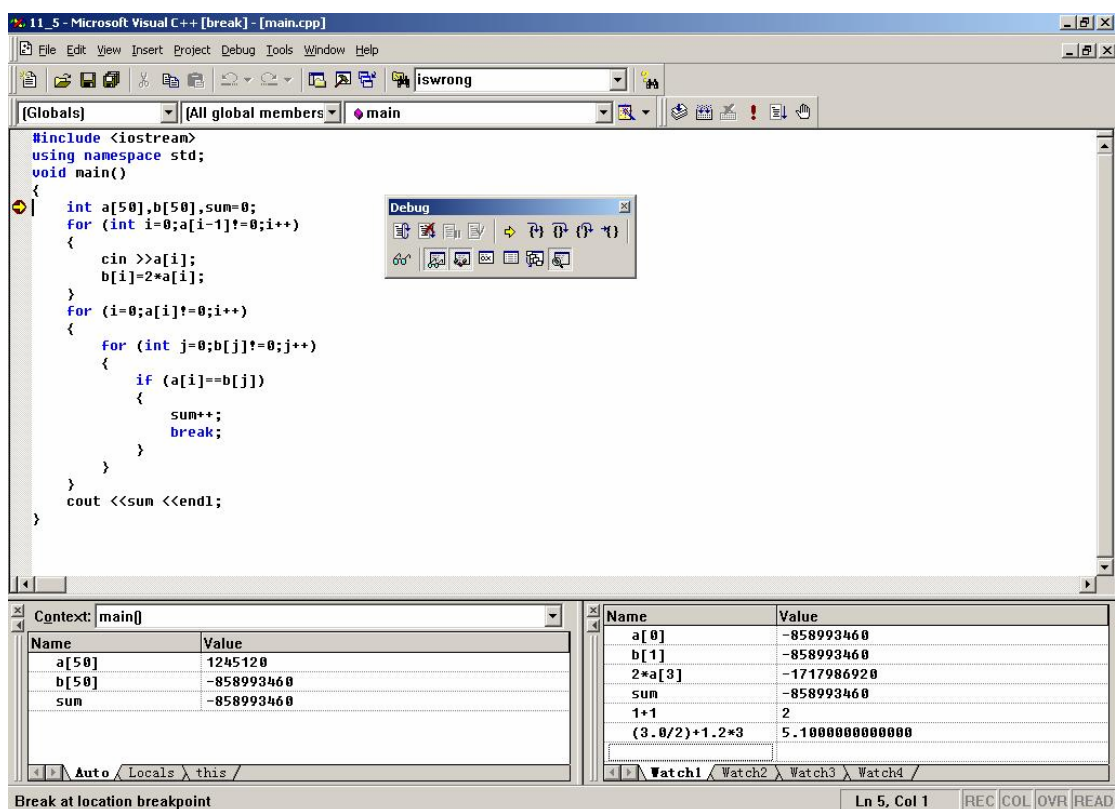 11_5 - Microsoft Visual C++ [break] - [main.cpp]
File Edit View Insert Project Debug Tools Window Help
iswrong
(Globals) (All global members main
#include <iostream>
using namespace std;
void main()
{
int a[50],b[50],sum=0;
for (int i=0;a[i-1]!=0;i++)
{
cin >>a[i];
b[i]=2*a[i];
}
for (i=0;a[i]!=0;i++)
{
for (int j=0;b[j]!=0;j++)
{
if (a[i]==b[j])
{
sum++;
break;
}
}
}
cout <<sum <<endl;
}
Debug
Context: main()
Name Value
a[50] 1245120
b[50] -858993460
sum -858993460
Auto Locals this
Name Value
a[0] -858993460
b[1] -858993460
2*a[3] -1717986920
sum -858993460
1+1 2
(3.0/2)+1.2*3 5.1000000000000
Watch1 Watch2 Watch3 Watch4
Break at location breakpoint Ln 5, Col 1 REC COL OVR READ